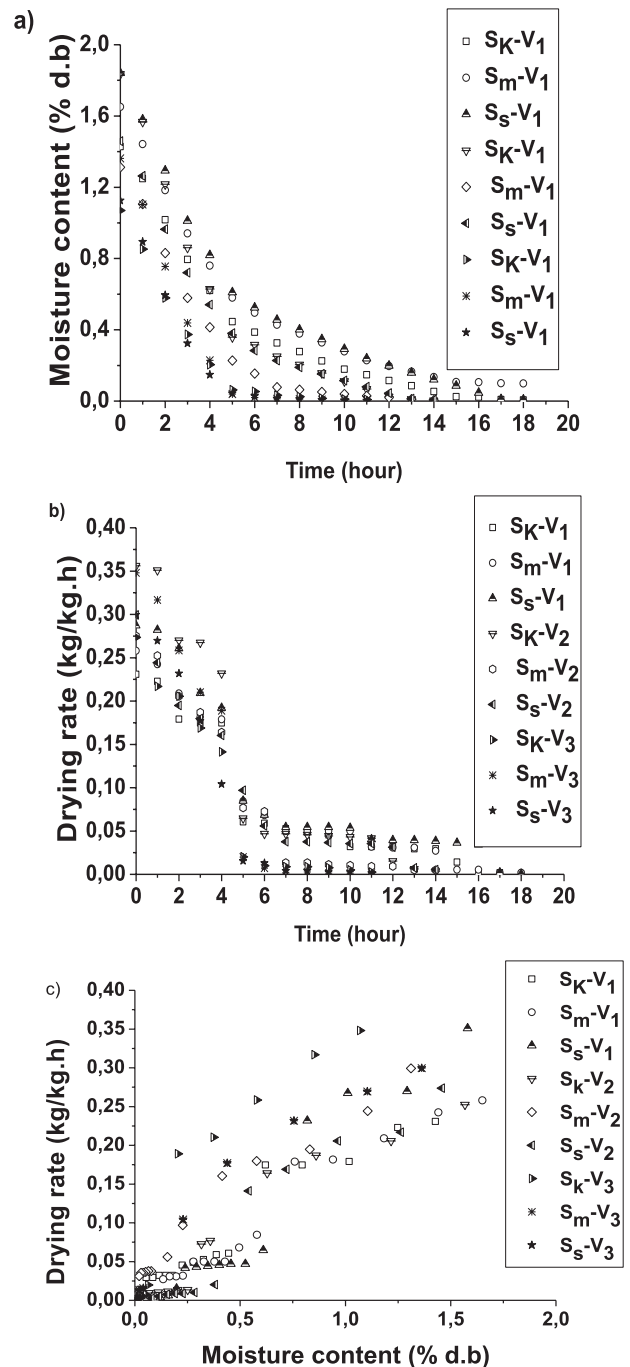 a)
Moisture content (% d.b)
2,0
1,6
1,2
0,8
0,4
0,0
0 2 4 6 8 10 12 14 16 18 20
Time (hour)
SK-V1
Sm-V1
Ss-V1
SK-V1
Sm-V1
Ss-V1
SK-V1
Sm-V1
Ss-V1
b)
Drying rate (kg/kg.h)
0,40
0,35
0,30
0,25
0,20
0,15
0,10
0,05
0,00
0 2 4 6 8 10 12 14 16 18 20
Time (hour)
SK-V1
Sm-V1
Ss-V1
SK-V2
Sm-V2
Ss-V2
SK-V3
Sm-V3
Ss-V3
c)
Drying rate (kg/kg.h)
0,40
0,35
0,30
0,25
0,20
0,15
0,10
0,05
0,00
0,0 0,5 1,0 1,5 2,0
Moisture content (% d.b)
SK-V1
Sm-V1
Ss-V1
Sk-V2
Sm-V2
Ss-V2
Sk-V3
Sm-V3
Ss-V3